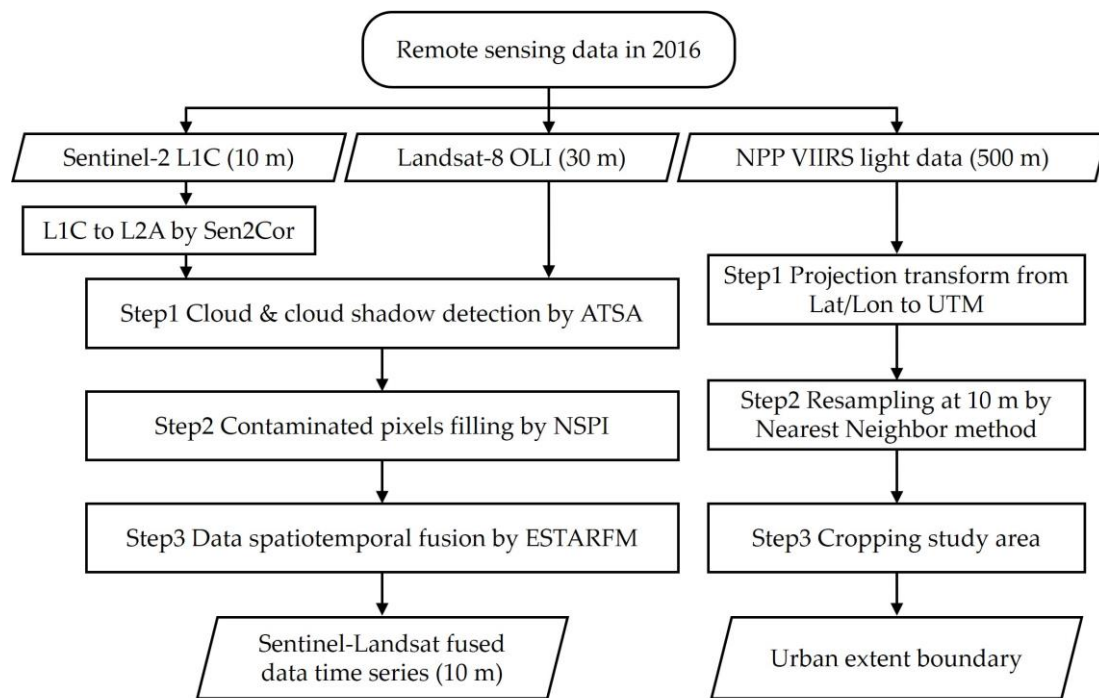 Remote sensing data in 2016
Sentinel-2 L1C (10 m)
Landsat-8 OLI (30 m)
NPP VIIRS light data (500 m)
L1C to L2A by Sen2Cor
Step1 Cloud & cloud shadow detection by ATSA
Step2 Contaminated pixels filling by NSPI
Step3 Data spatiotemporal fusion by ESTARFM
Sentinel-Landsat fused
data time series (10 m)
Step1 Projection transform from
Lat/Lon to UTM
Step2 Resampling at 10 m by
Nearest Neighbor method
Step3 Cropping study area
Urban extent boundary